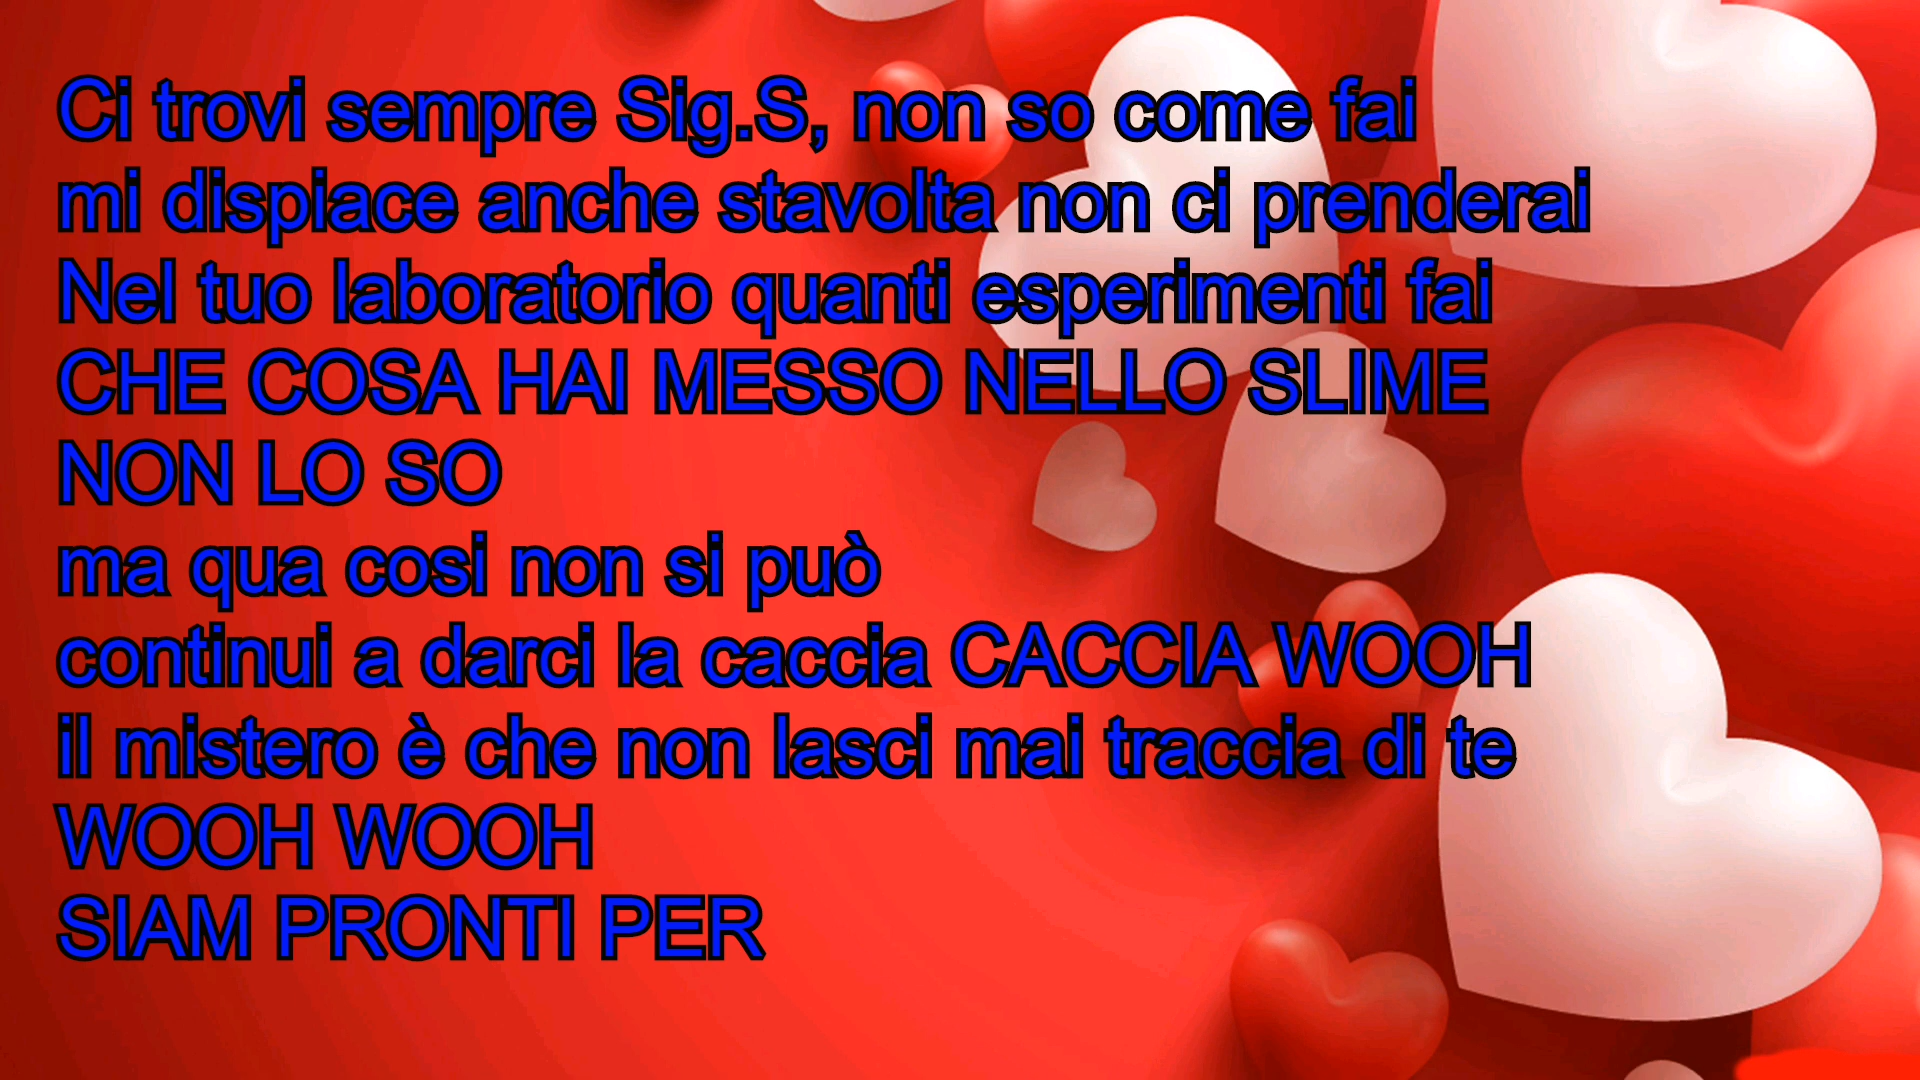 Ci trovi sempre Sig.S, non so come fai
mi dispiace anche stavolta non ci prenderai
Nel tuo laboratorio quanti esperimenti fai
CHE COSA HAI MESSO NELLO SLIME
NON LO SO
ma qua cosi non si può
continui a darci la caccia CACCIA WOOH
il mistero è che non lasci mai traccia di te
WOOH WOOH
SIAM PRONTI PER